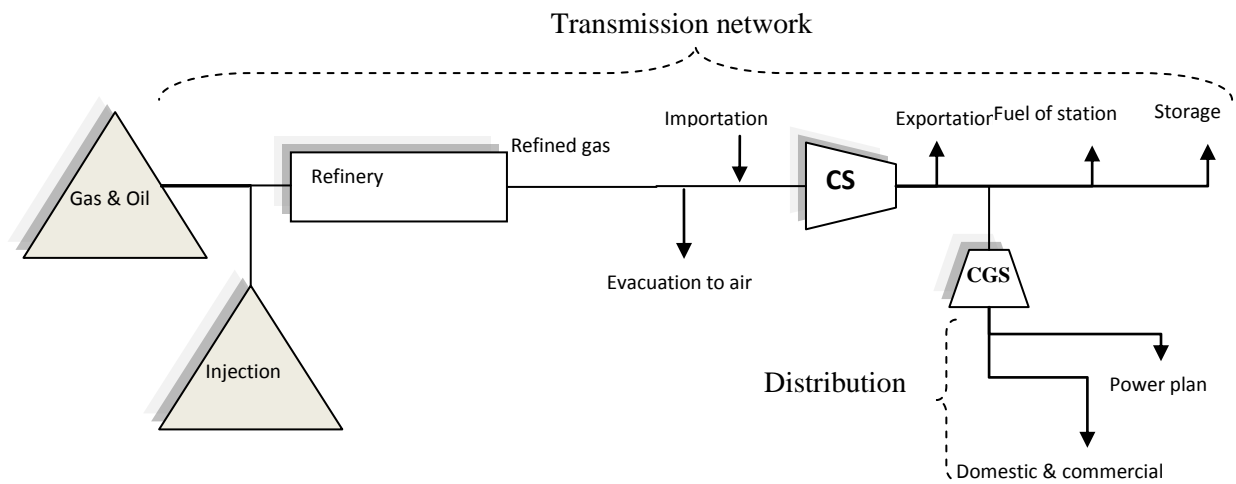 Transmission network
Importation
Exportation
Fuel of station
Storage
Refined gas
Refinery
CS
Gas & Oil
Evacuation to air
CGS
Injection
Distribution
Power plan
Domestic & commercial